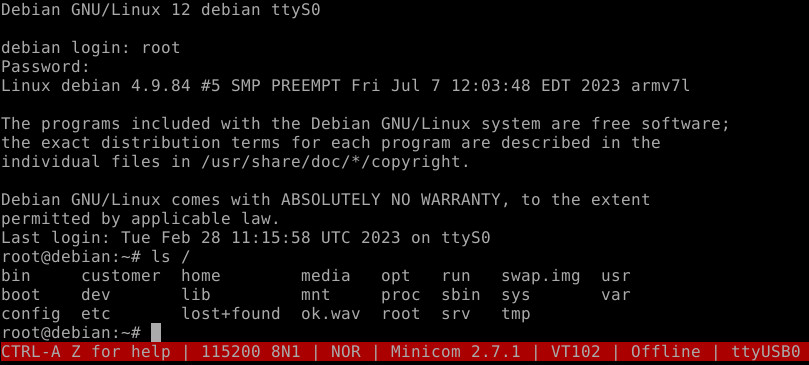 Debian GNU/Linux 12 debian ttyS0
debian login: root
Password:
Linux debian 4.9.84 #5 SMP PREEMPT Fri Jul 7 12:03:48 EDT 2023 armv7l
The programs included with the Debian GNU/Linux system are free software;
the exact distribution terms for each program are described in the
individual files in /usr/share/doc/*/copyright.
Debian GNU/Linux comes with ABSOLUTELY NO WARRANTY, to the extent
permitted by applicable law.
Last login: Tue Feb 28 11:15:58 UTC 2023 on ttyS0
root@debian:~# ls /
bin     customer  home        media   opt   run   swap.img  usr
boot    dev       lib         mnt     proc  sbin  sys       var
config  etc       lost+found  ok.wav  root  srv   tmp
root@debian:~#
CTRL-A Z for help | 115200 8N1 | NOR | Minicom 2.7.1 | VT102 | Offline | ttyUSB0